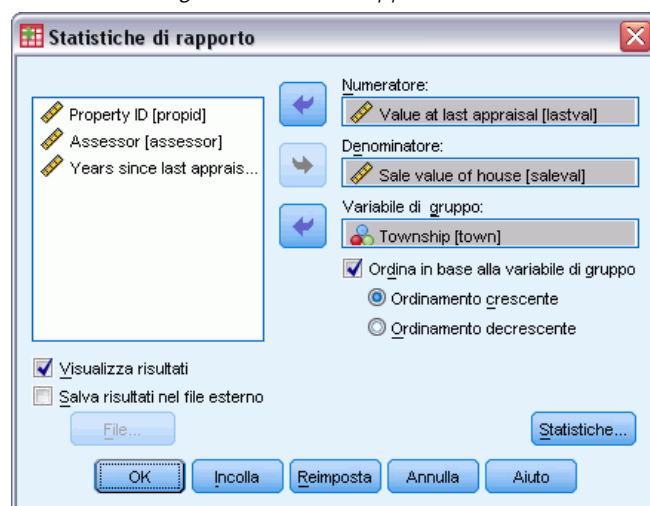 Statistiche di rapporto
Property ID [propid]
Assessor [assessor]
Years since last apprais...
Numeratore:
Value at last appraisal [lastval]
Denominatore:
Sale value of house [saleval]
Variabile di gruppo:
Township [town]
Ordina in base alla variabile di gruppo
Ordinamento crescente
Ordinamento decrescente
Visualizza risultati
Salva risultati nel file esterno
File...
Statistiche...
OK
Incolla
Reimposta
Annulla
Aiuto